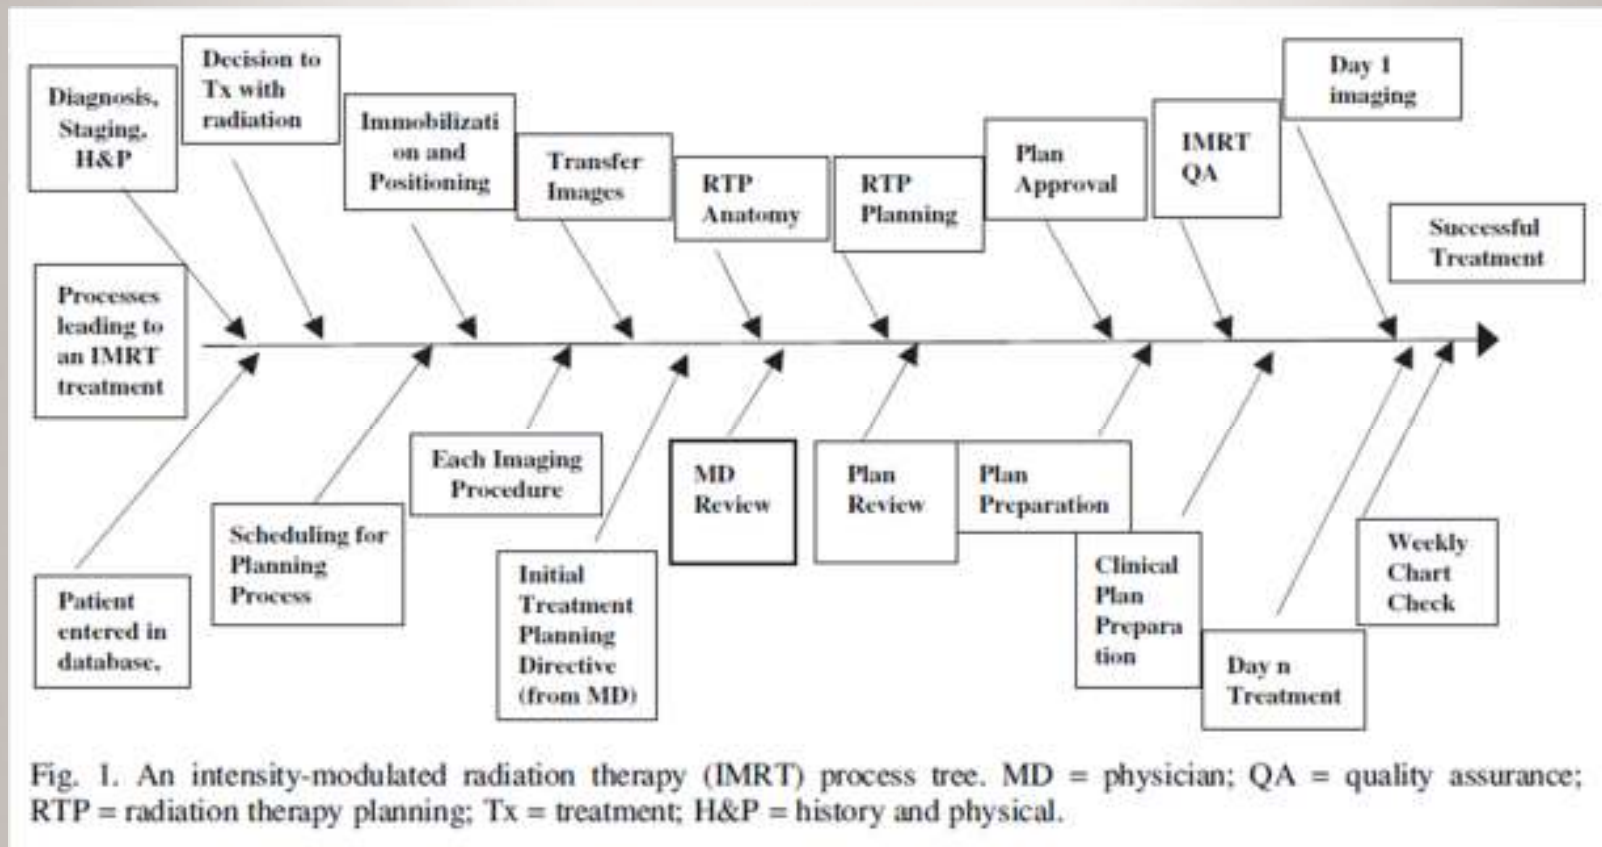 Diagnosis,
Staging,
H&P
Decision to
Tx with
radiation
Immobilizati
on and
Positioning
Transfer
Images
RTP
Anatomy
RTP
Planning
Plan
Approval
IMRT
QA
Day 1
imaging
Successful
Treatment
Processes
leading to
an IMRT
treatment
Patient
entered in
database.
Scheduling for
Planning
Process
Each Imaging
Procedure
Initial
Treatment
Planning
Directive
(from MD)
MD
Review
Plan
Review
Plan
Preparation
Clinical
Plan
Prepara
tion
Day n
Treatment
Weekly
Chart
Check
Fig. 1. An intensity-modulated radiation therapy (IMRT) process tree. MD = physician; QA = quality assurance;
RTP = radiation therapy planning; Tx = treatment; H&P = history and physical.